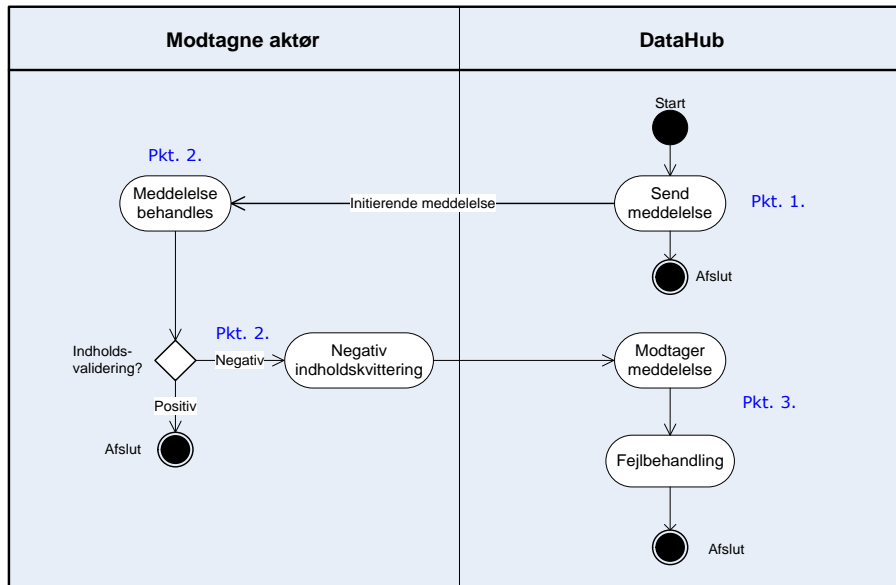 Modtagne aktør
DataHub
Start
Pkt. 2.
Meddelelse
behandles
Initierende meddelelse
Send
meddelelse
Pkt. 1.
Afslut
Pkt. 2.
Indholds-
validering?
Negativ
Negativ
indholdskvittering
Modtager
meddelelse
Positiv
Pkt. 3.
Afslut
Fejlbehandling
Afslut